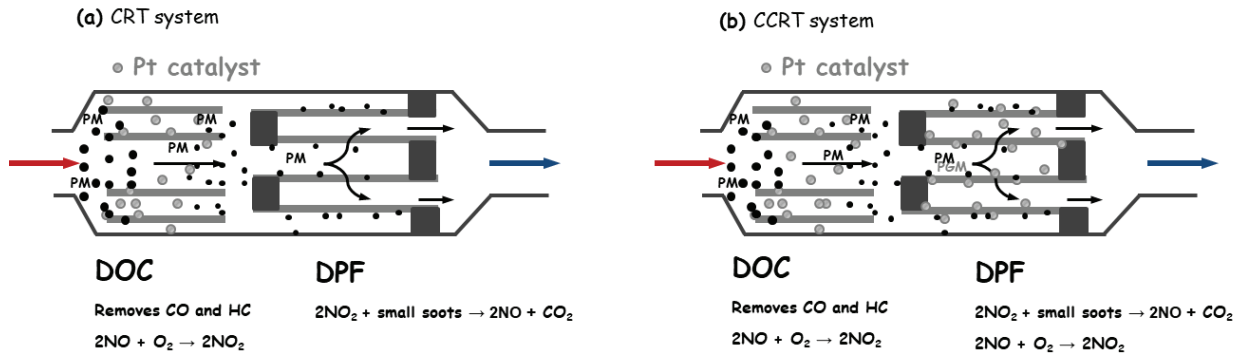 (a) CRT system
Pt catalyst
PM
PM
PM
PM
PM
DOC
Removes CO and HC
2NO + O₂ → 2NO₂
DPF
2NO₂ + small soots → 2NO + CO₂
(b) CCRT system
Pt catalyst
PM
PM
PM
PM
PGM
PM
DOC
Removes CO and HC
2NO + O₂ → 2NO₂
DPF
2NO₂ + small soots → 2NO + CO₂
2NO + O₂ → 2NO₂